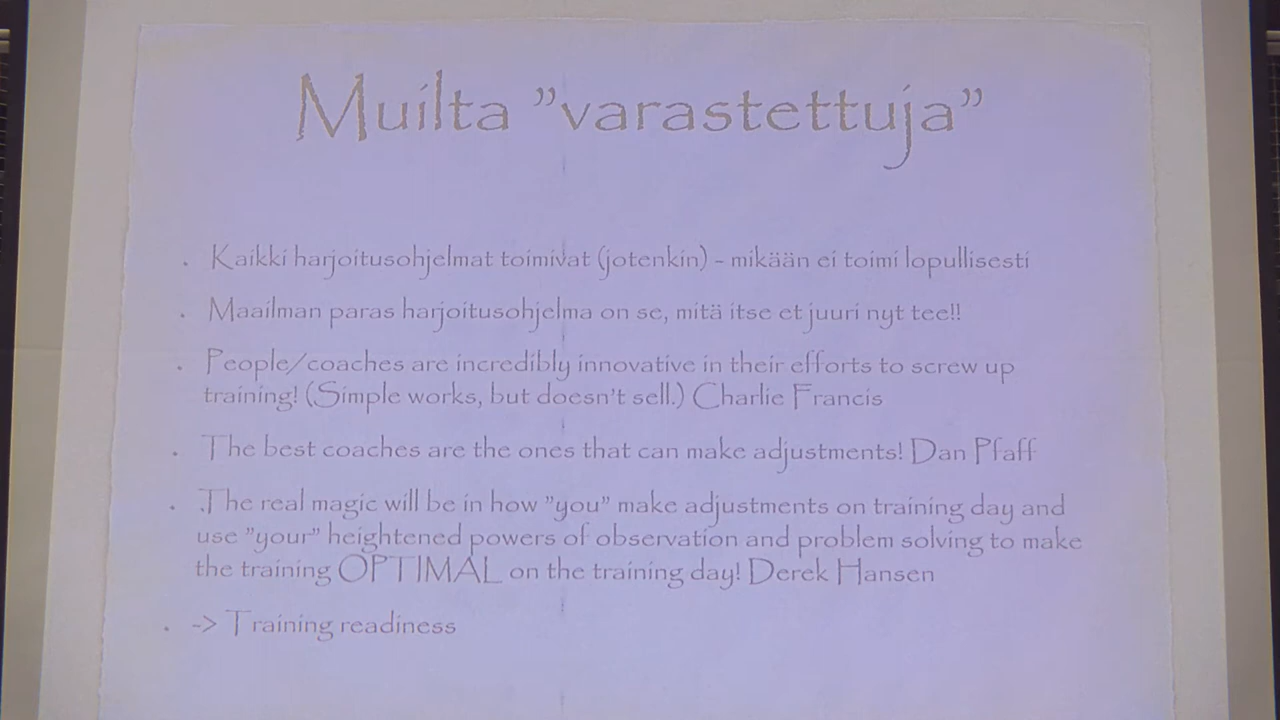 Muilta ”varastettuja”
. Kaikki harjoitusohjelmat toimivat (jotenkin) - mikään ei toimi lopullisesti
. Maailman paras harjoitusohjelma on se, mitä itse et juuri nyt tee!!
. People/coaches are incredibly innovative in their efforts to screw up
training! (Simple works, but doesn't sell.) Charlie Francis
. The best coaches are the ones that can make adjustments! Dan Pfaff
. .The real magic will be in how ”you” make adjustments on training day and
use ”your” heightened powers of observation and problem solving to make
the training OPTIMAL on the training day! Derek Hansen
. -> Training readiness